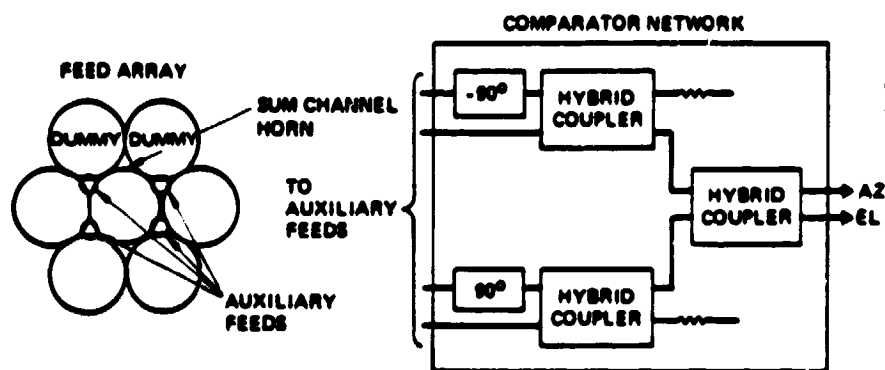 COMPARATOR NETWORK
FEED ARRAY
SUM CHANNEL
HORN
DUMMY DUMMY
TO
AUXILIARY
FEEDS
AUXILIARY
FEEDS
-90°
HYBRID
COUPLER
HYBRID
COUPLER
AZ
EL
90°
HYBRID
COUPLER